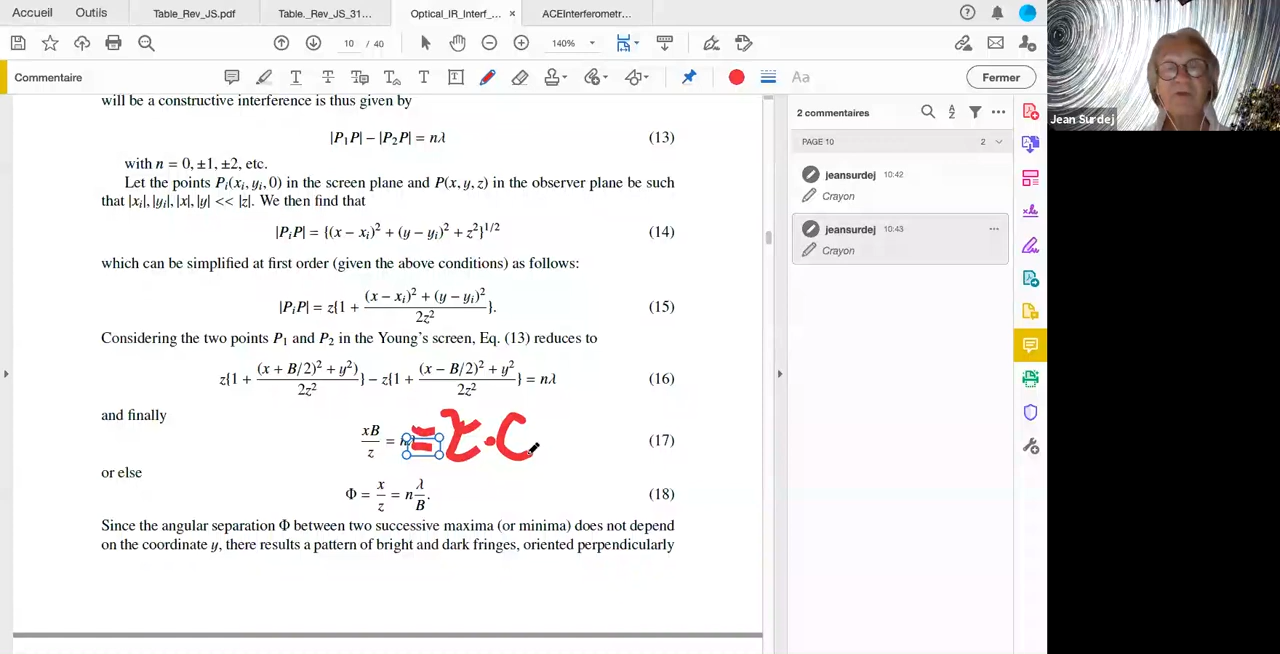 Accueil Outils Table_Rev_JS.pdf Table._Rev_JS_31... Optical_IR_Interf_... × ACEInterferometr...
10 / 40 140%
Commentaire T T T Aa Fermer
will be a constructive interference is thus given by
|P₁P| − |P₂P| = nλ (13)
with n = 0, ±1, ±2, etc.
Let the points Pᵢ(xᵢ, yᵢ, 0) in the screen plane and P(x, y, z) in the observer plane be such
that |xᵢ|, |yᵢ|, |x|, |y| << |z|. We then find that
|PᵢP| = {(x − xᵢ)² + (y − yᵢ)² + z²}^1/2 (14)
which can be simplified at first order (given the above conditions) as follows:
|PᵢP| = z{1 + (x − xᵢ)² + (y − yᵢ)² / 2z²}. (15)
Considering the two points P₁ and P₂ in the Young's screen, Eq. (13) reduces to
z{1 + (x + B/2)² + y²) / 2z²} − z{1 + (x − B/2)² + y² / 2z²} = nλ (16)
and finally
xB / z = n = z · C (17)
or else
Φ = x / z = n λ / B. (18)
Since the angular separation Φ between two successive maxima (or minima) does not depend
on the coordinate y, there results a pattern of bright and dark fringes, oriented perpendicularly
2 commentaires
PAGE 10 2
jeansurdej 10:42
Crayon
jeansurdej 10:43
Crayon
Jean Surdej